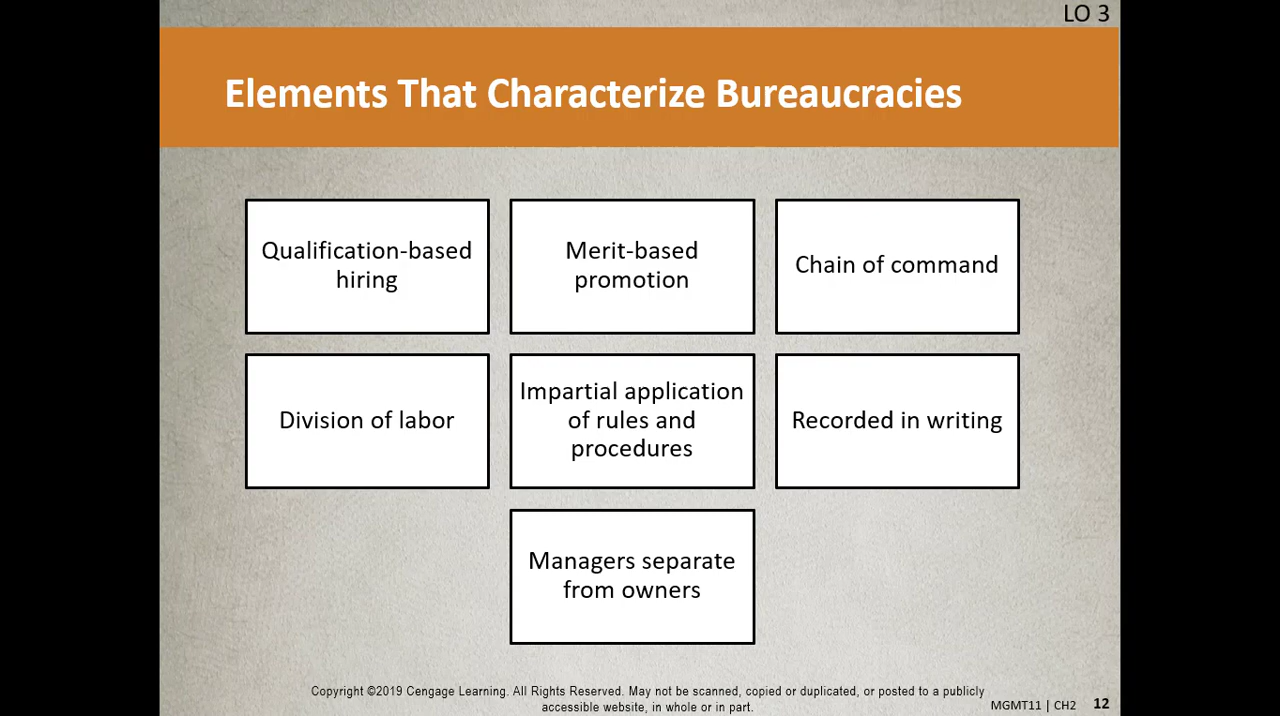 LO 3
Elements That Characterize Bureaucracies
Qualification-based
hiring
Merit-based
promotion
Chain of command
Division of labor
Impartial application
of rules and
procedures
Recorded in writing
Managers separate
from owners
Copyright ©2019 Cengage Learning. All Rights Reserved. May not be scanned, copied or duplicated, or posted to a publicly
accessible website, in whole or in part.
MGMT11 | CH2 12